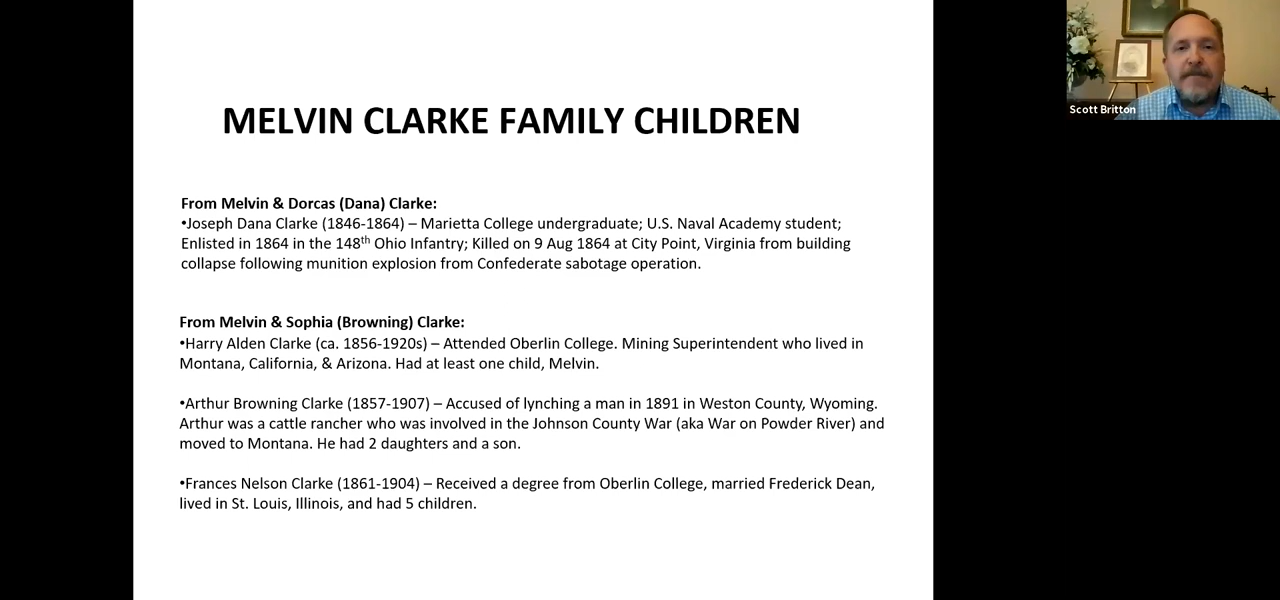 MELVIN CLARKE FAMILY CHILDREN
From Melvin & Dorcas (Dana) Clarke:
•Joseph Dana Clarke (1846-1864) – Marietta College undergraduate; U.S. Naval Academy student;
Enlisted in 1864 in the 148th Ohio Infantry; Killed on 9 Aug 1864 at City Point, Virginia from building
collapse following munition explosion from Confederate sabotage operation.
From Melvin & Sophia (Browning) Clarke:
•Harry Alden Clarke (ca. 1856-1920s) – Attended Oberlin College. Mining Superintendent who lived in
Montana, California, & Arizona. Had at least one child, Melvin.
•Arthur Browning Clarke (1857-1907) – Accused of lynching a man in 1891 in Weston County, Wyoming.
Arthur was a cattle rancher who was involved in the Johnson County War (aka War on Powder River) and
moved to Montana. He had 2 daughters and a son.
•Frances Nelson Clarke (1861-1904) – Received a degree from Oberlin College, married Frederick Dean,
lived in St. Louis, Illinois, and had 5 children.
Scott Britton